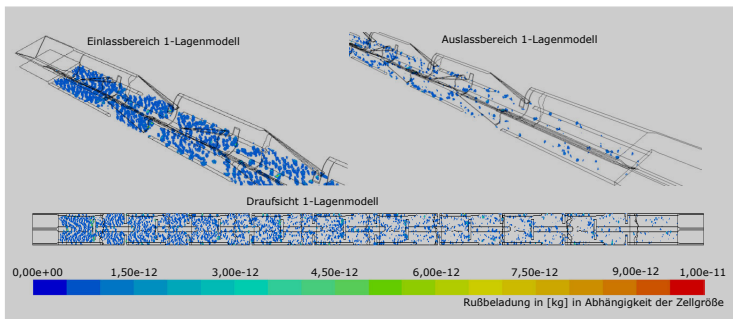 Einlassbereich 1-Lagenmodell
Auslassbereich 1-Lagenmodell
Draufsicht 1-Lagenmodell
0,00e+00 1,50e-12 3,00e-12 4,50e-12 6,00e-12 7,50e-12 9,00e-12 1,00e-11
Rußbeladung in [kg] in Abhängigkeit der Zellgröße